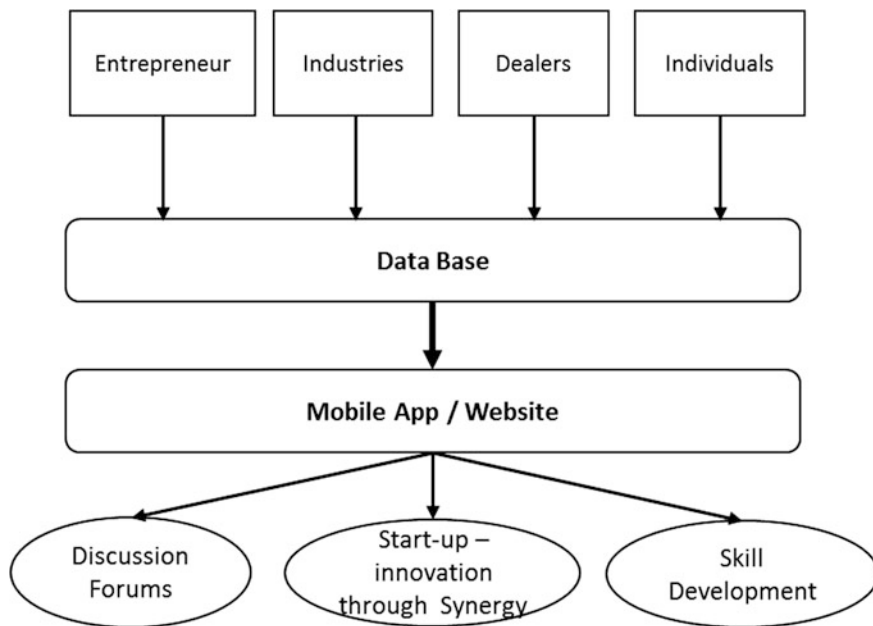 Entrepreneur
Industries
Dealers
Individuals
Data Base
Mobile App / Website
Discussion
Forums
Start-up –
innovation
through Synergy
Skill
Development